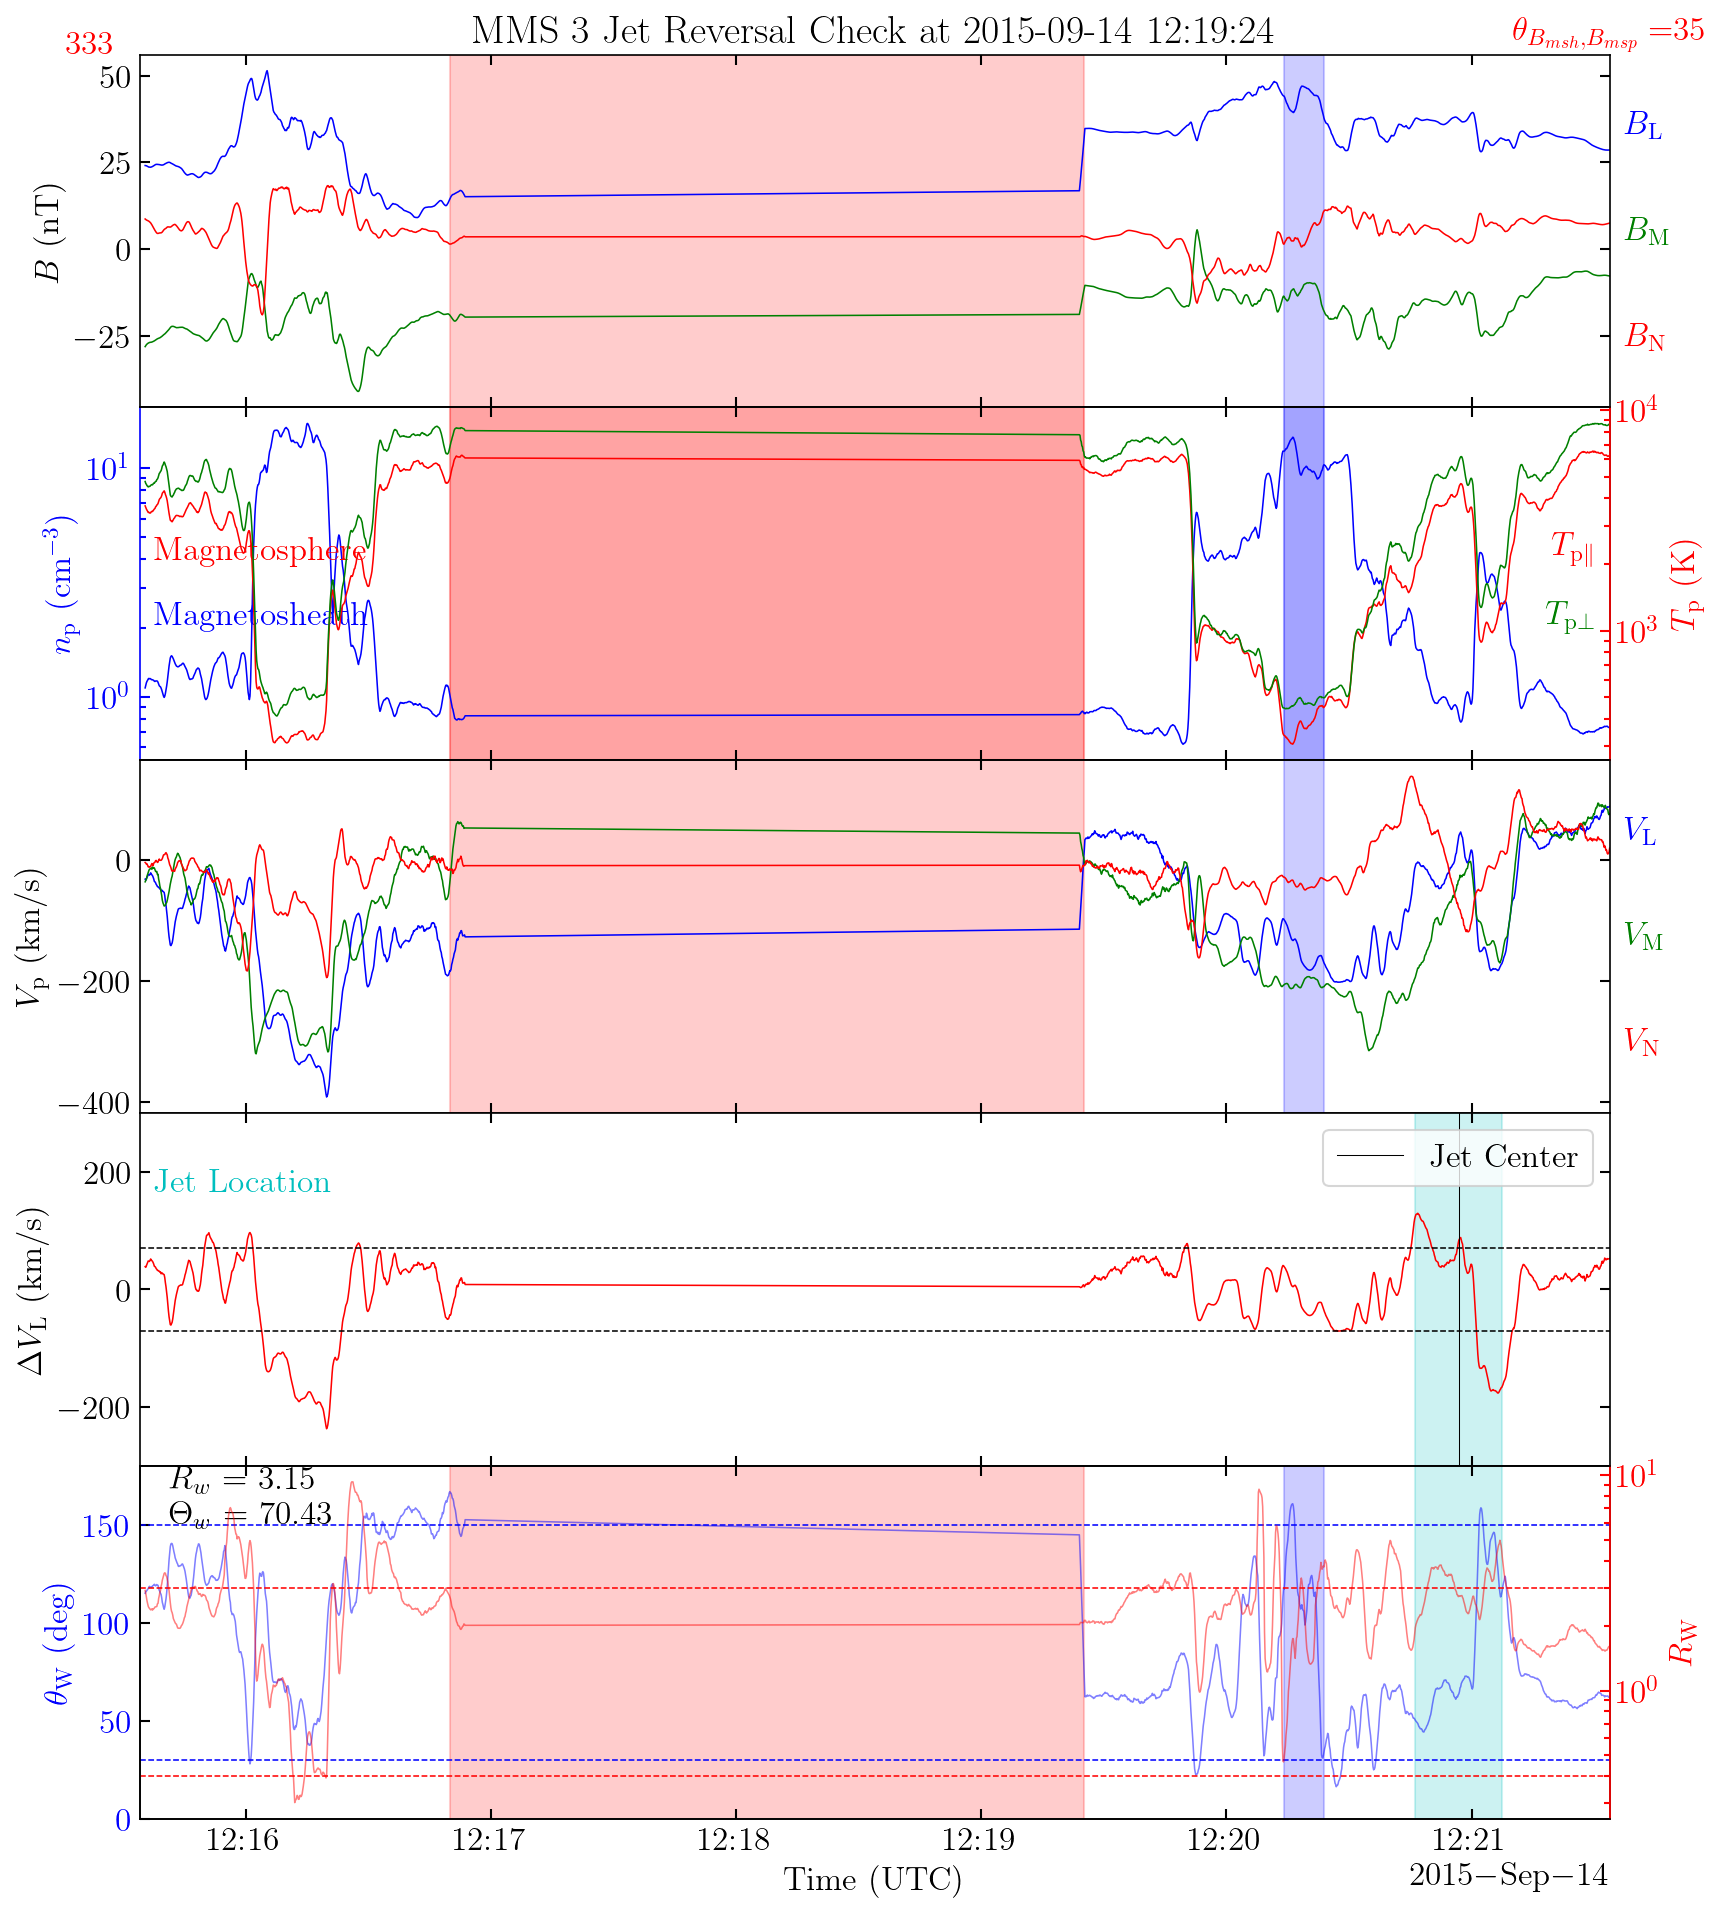 MMS 3 Jet Reversal Check at 2015-09-14 12:19:24
333
θ_{B_{msh},B_{msp}} =35
50
25
0
−25
B (nT)
B_L
B_M
B_N
10^1
10^0
n_p (cm^{−3})
Magnetosphere
Magnetosheath
T_{p∥}
T_{p⊥}
10^4
10^3
T_p (K)
0
−200
−400
V_p (km/s)
V_L
V_M
V_N
200
0
−200
ΔV_L (km/s)
Jet Location
Jet Center
R_w = 3.15
Θ_w = 70.43
150
100
50
0
θ_W (deg)
10^1
10^0
R_W
12:16
12:17
12:18
12:19
12:20
12:21
Time (UTC)
2015−Sep−14